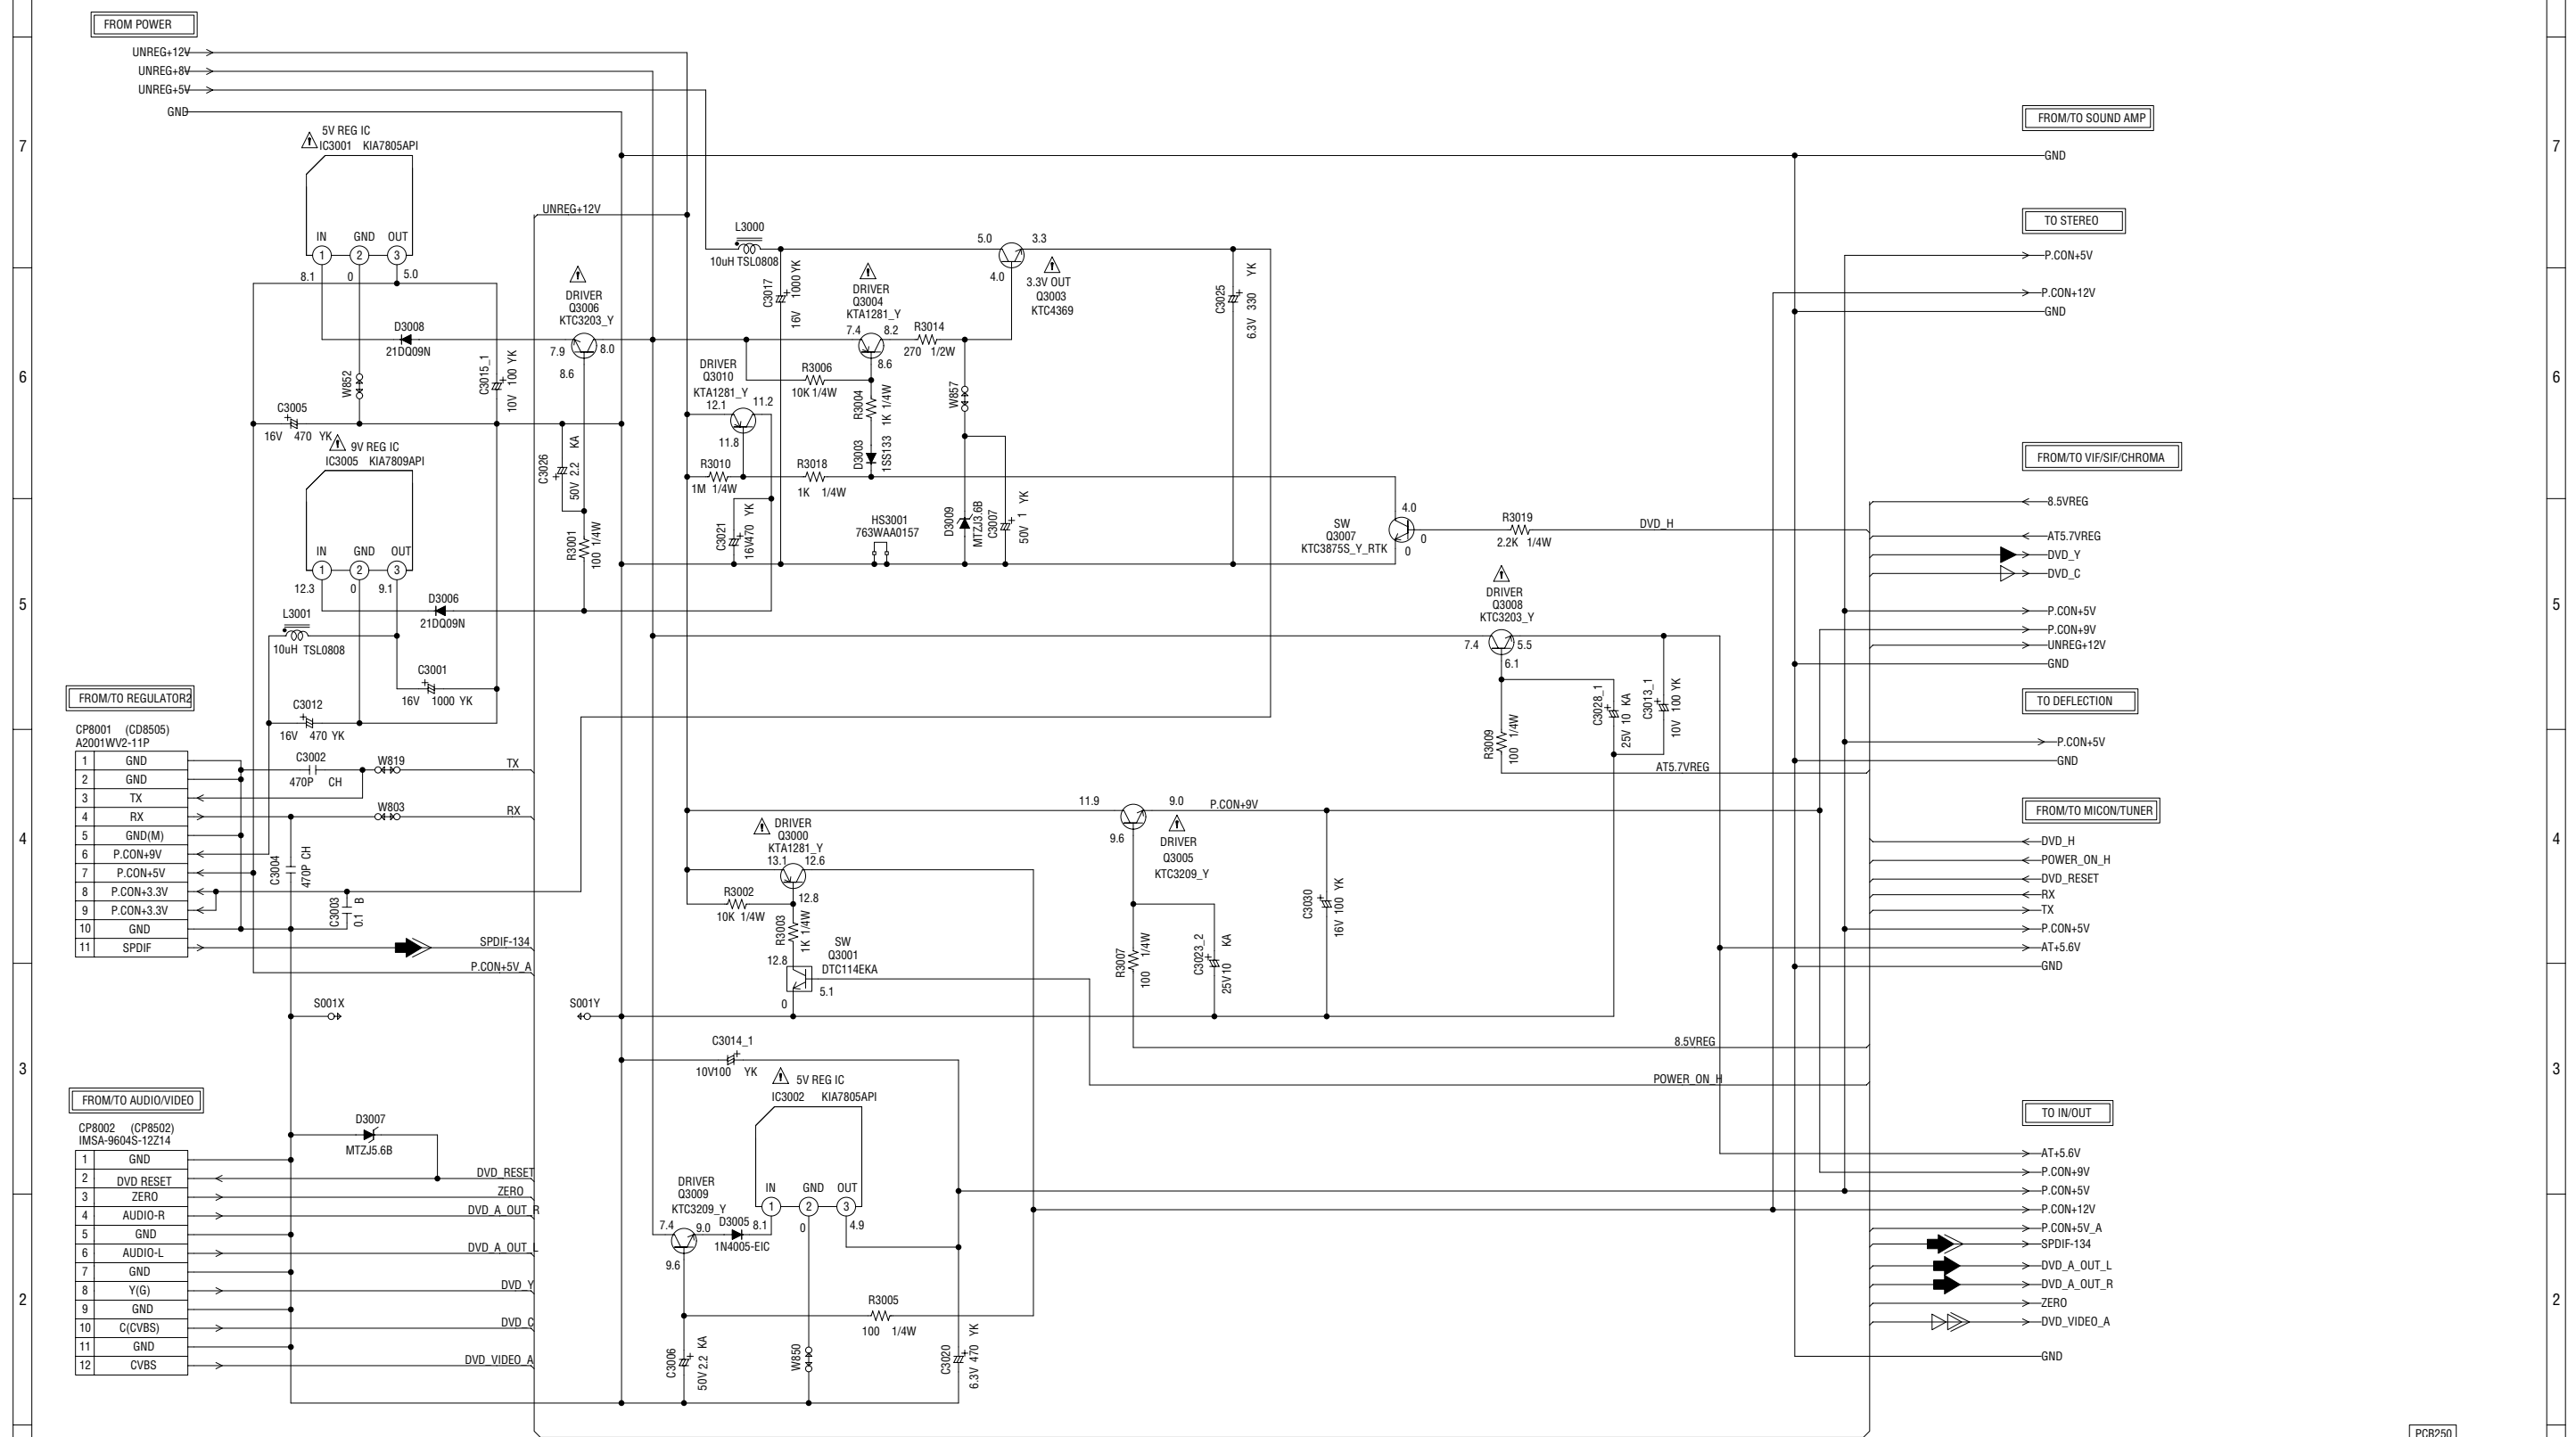 FROM POWER
UNREG+12V
UNREG+8V
UNREG+5V
GND
7
5V REG IC
IC3001 KIA7805API
IN GND OUT
1 2 3
8.1 0 5.0
UNREG+12V
D3008
21DQ09N
DRIVER
Q3006
KTC3203_Y
7.9 8.0
8.6
W852
C3015_1
10V 100 YK
C3005
16V 470 YK
6
9V REG IC
IC3005 KIA7809API
IN GND OUT
1 2 3
12.3 0 9.1
C3026
50V 2.2 KA
R3001
100 1/4W
D3006
21DQ09N
L3001
10uH TSL0808
C3001
16V 1000 YK
C3012
16V 470 YK
5
L3000
10uH TSL0808
C3017
16V 1000 YK
DRIVER
Q3004
KTA1281_Y
7.4 8.2
8.6
R3014
270 1/2W
5.0 3.3
4.0
3.3V OUT
Q3003
KTC4369
C3025
6.3V 330 YK
DRIVER
Q3010
KTA1281_Y
12.1 11.2
11.8
R3006
10K 1/4W
R3004
1K 1/4W
D3003
1SS133
W857
R3010
1M 1/4W
R3018
1K 1/4W
C3021
16V470 YK
HS3001
763WAA0157
D3009
MTZJ3.6B
C3007
50V 1 YK
SW
Q3007
KTC3875S_Y_RTK
4.0
0
0
R3019
2.2K 1/4W
DVD_H
DRIVER
Q3008
KTC3203_Y
7.4 5.5
6.1
R3009
100 1/4W
C3028_1
25V 10 KA
C3013_1
10V 100 YK
AT5.7VREG
FROM/TO REGULATOR2
CP8001 (CD8505)
A2001WV2-11P
1 GND
2 GND
3 TX
4 RX
5 GND(M)
6 P.CON+9V
7 P.CON+5V
8 P.CON+3.3V
9 P.CON+3.3V
10 GND
11 SPDIF
C3002
470P CH
W819
TX
W803
RX
C3004
470P CH
C3003
0.1 B
SPDIF-134
P.CON+5V_A
S001X
S001Y
4
DRIVER
Q3000
KTA1281_Y
13.1 12.6
12.8
R3002
10K 1/4W
R3003
1K 1/4W
SW
Q3001
DTC114EKA
12.8
5.1
0
11.9 9.0
9.6
P.CON+9V
DRIVER
Q3005
KTC3209_Y
R3007
100 1/4W
C3023_2
25V10 KA
C3030
16V 100 YK
8.5VREG
POWER_ON_H
3
C3014_1
10V100 YK
5V REG IC
IC3002 KIA7805API
IN GND OUT
1 2 3
8.1 0 4.9
DRIVER
Q3009
KTC3209_Y
7.4 9.0
9.6
D3005
1N4005-EIC
R3005
100 1/4W
C3006
50V 2.2 KA
W850
C3020
6.3V 470 YK
FROM/TO AUDIO/VIDEO
CP8002 (CP8502)
IMSA-9604S-12Z14
1 GND
2 DVD RESET
3 ZERO
4 AUDIO-R
5 GND
6 AUDIO-L
7 GND
8 Y(G)
9 GND
10 C(CVBS)
11 GND
12 CVBS
D3007
MTZJ5.6B
DVD_RESET
ZERO
DVD_A_OUT_R
DVD_A_OUT_L
DVD_Y
DVD_C
DVD_VIDEO_A
2
FROM/TO SOUND AMP
GND
7
TO STEREO
P.CON+5V
P.CON+12V
GND
6
FROM/TO VIF/SIF/CHROMA
8.5VREG
AT5.7VREG
DVD_Y
DVD_C
P.CON+5V
P.CON+9V
UNREG+12V
GND
5
TO DEFLECTION
P.CON+5V
GND
FROM/TO MICON/TUNER
DVD_H
POWER_ON_H
DVD_RESET
RX
TX
P.CON+5V
AT+5.6V
GND
4
3
TO IN/OUT
AT+5.6V
P.CON+9V
P.CON+5V
P.CON+12V
P.CON+5V_A
SPDIF-134
DVD_A_OUT_L
DVD_A_OUT_R
ZERO
DVD_VIDEO_A
GND
2
PCB250